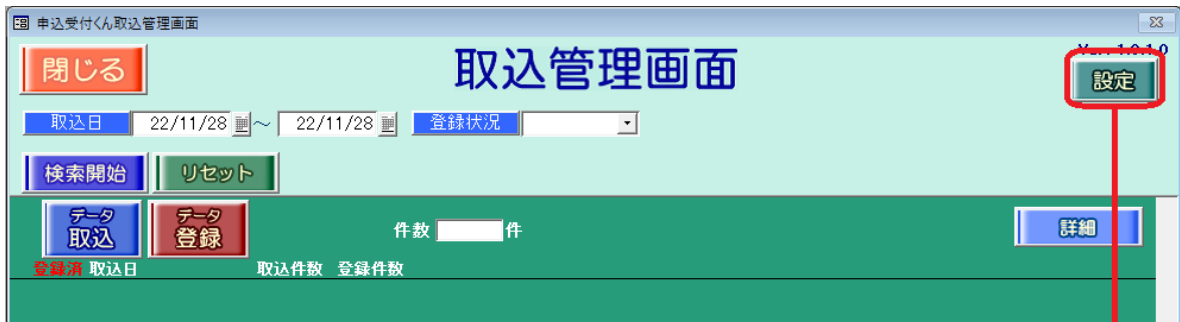 申込受付くん取込管理画面
閉じる
取込管理画面
設定
取込日 22/11/28 ～ 22/11/28 登録状況
検索開始 リセット
データ取込 データ登録 件数 件 詳細
登録済 取込日 取込件数 登録件数